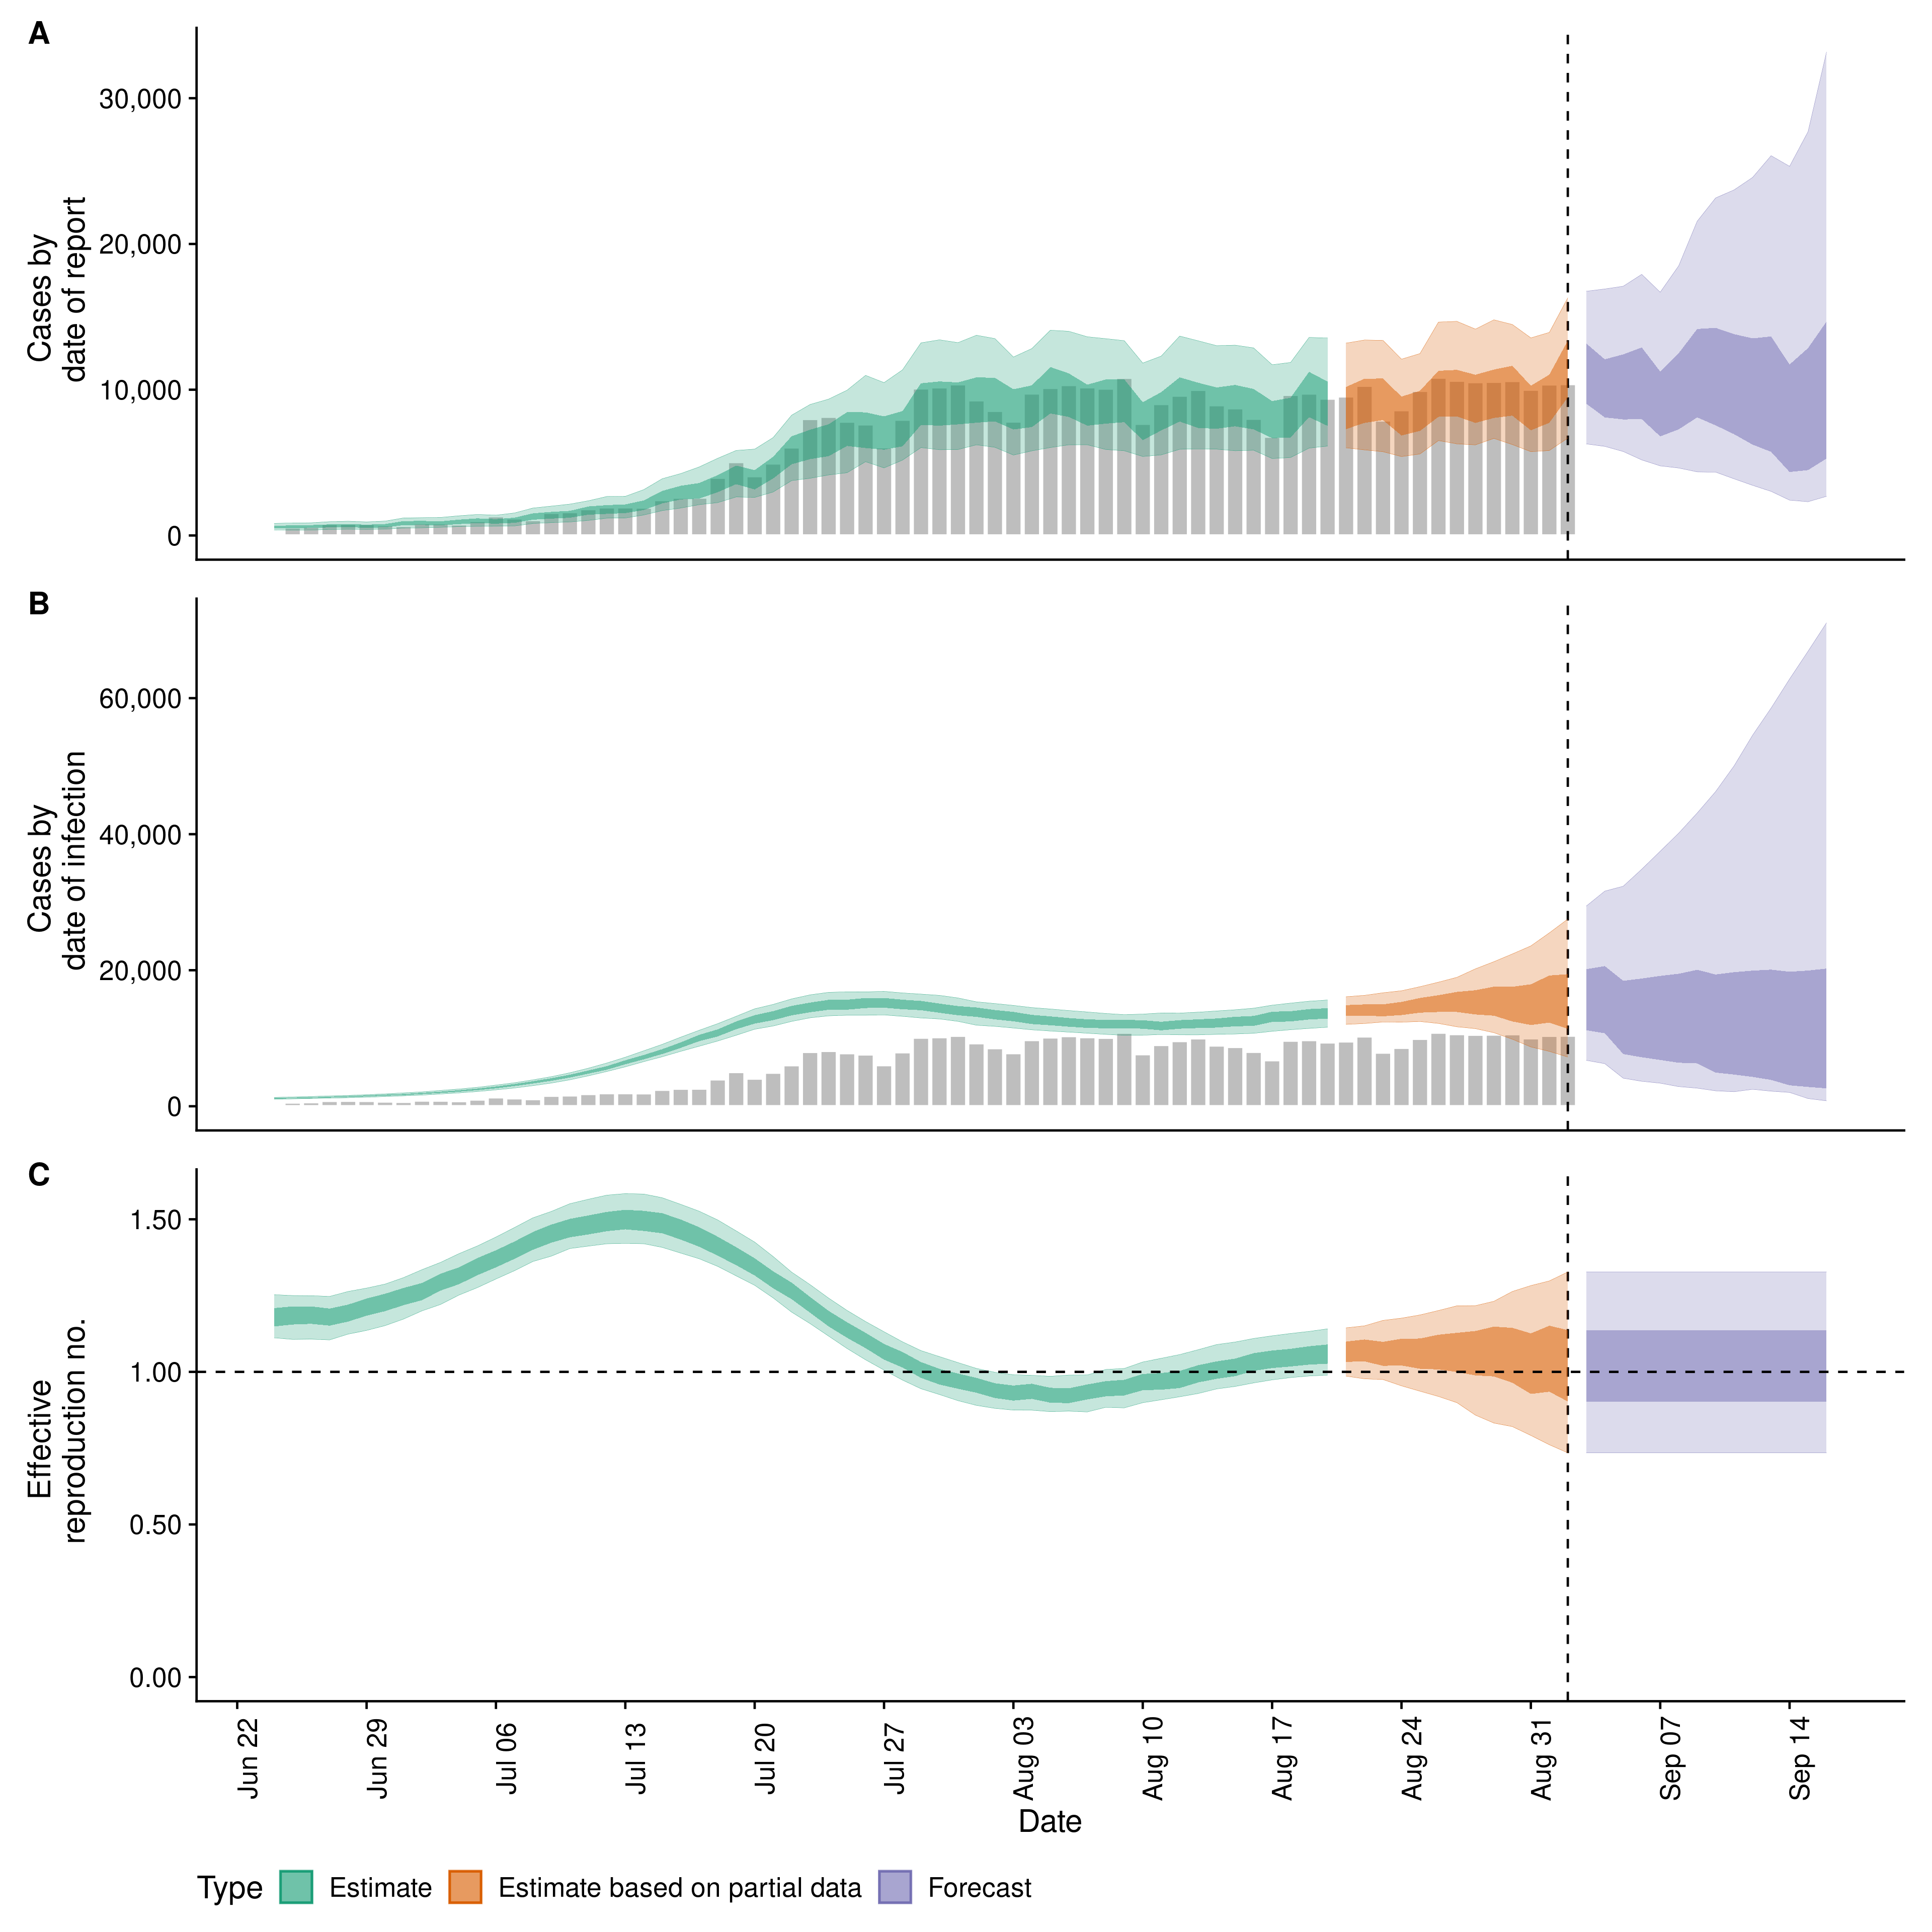 A
Cases by
date of report
30,000
20,000
10,000
0
B
Cases by
date of infection
60,000
40,000
20,000
0
C
Effective
reproduction no.
1.50
1.00
0.50
0.00
Jun 22
Jun 29
Jul 06
Jul 13
Jul 20
Jul 27
Aug 03
Aug 10
Aug 17
Aug 24
Aug 31
Sep 07
Sep 14
Date
Type Estimate Estimate based on partial data Forecast